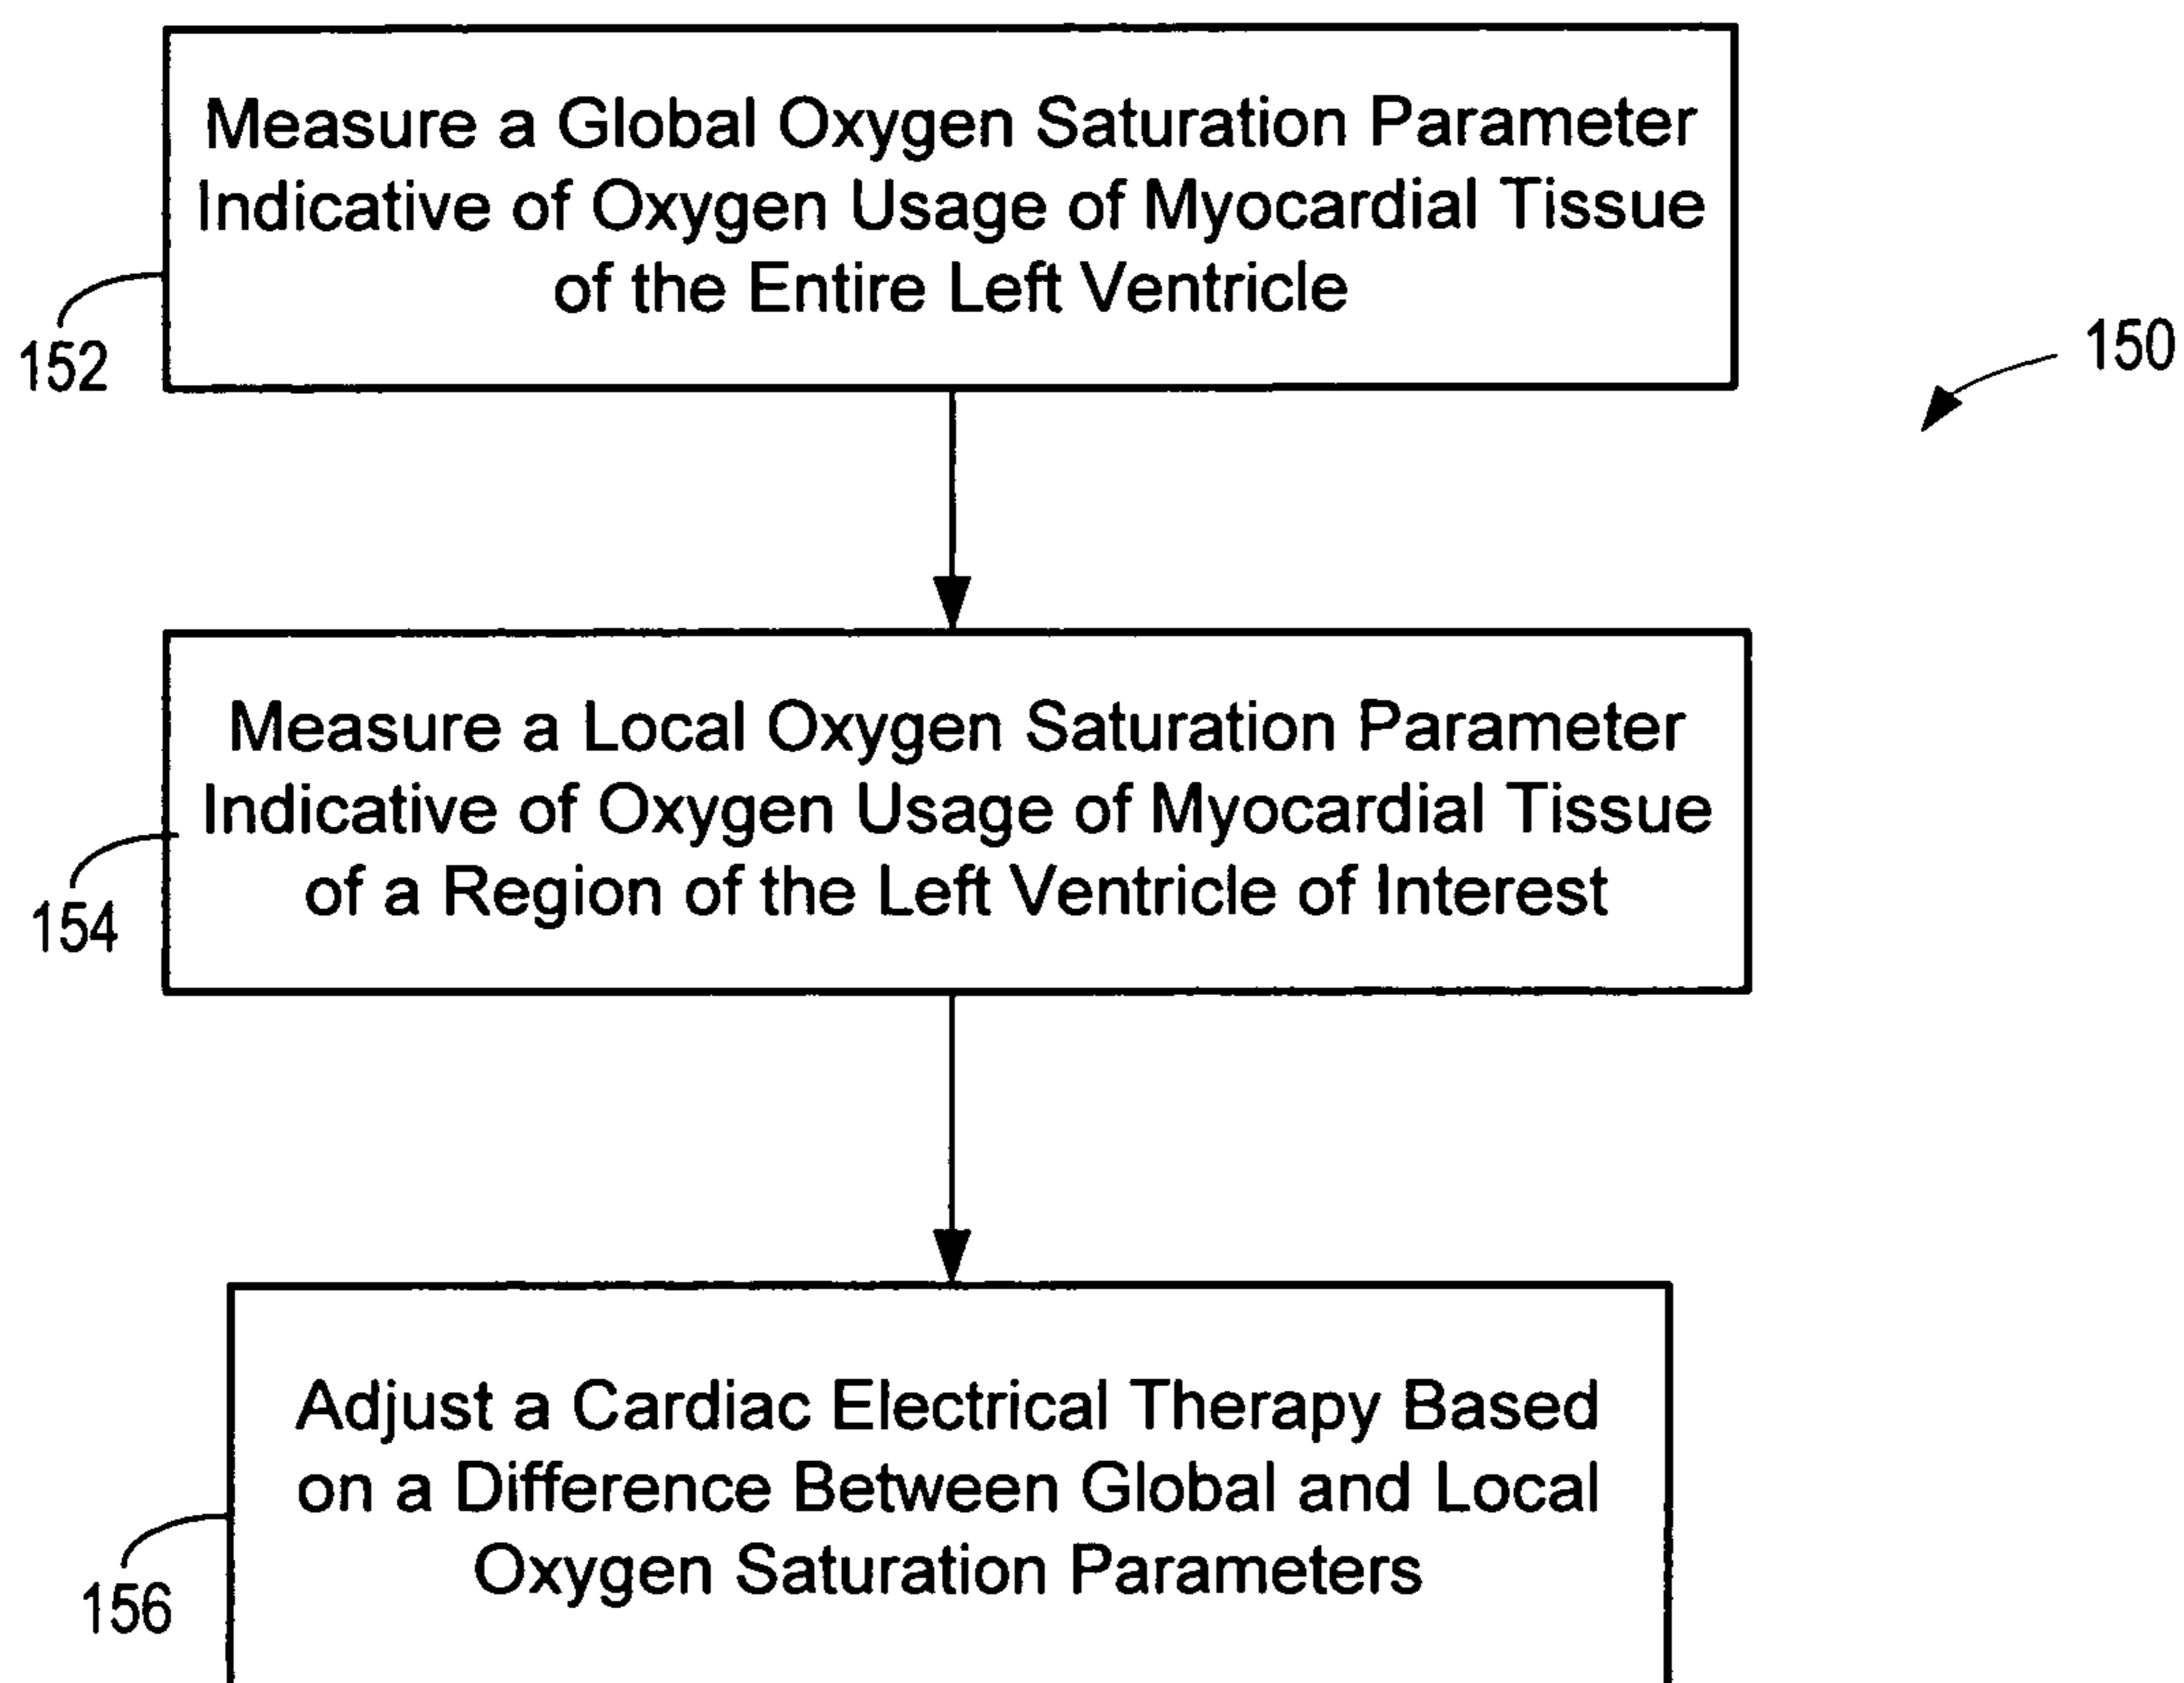 Measure a Global Oxygen Saturation Parameter
Indicative of Oxygen Usage of Myocardial Tissue
of the Entire Left Ventricle
152
150
Measure a Local Oxygen Saturation Parameter
Indicative of Oxygen Usage of Myocardial Tissue
of a Region of the Left Ventricle of Interest
154
Adjust a Cardiac Electrical Therapy Based
on a Difference Between Global and Local
Oxygen Saturation Parameters
156